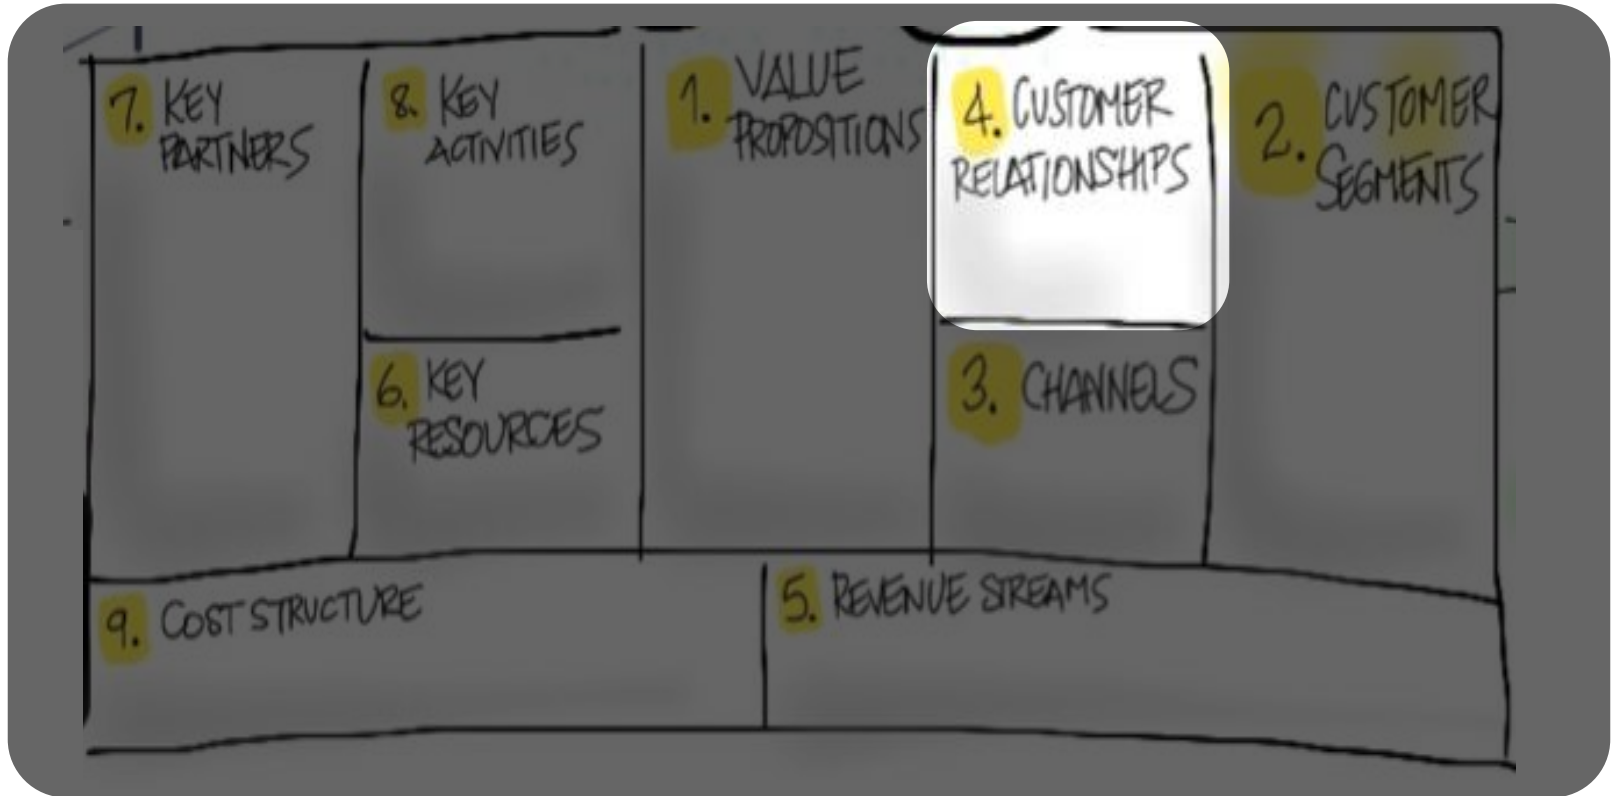 7. KEY
PARTNERS
8. KEY
ACTIVITIES
6. KEY
RESOURCES
1. VALUE
PROPOSITIONS
4. CUSTOMER
RELATIONSHIPS
3. CHANNELS
2. CUSTOMER
SEGMENTS
9. COST STRUCTURE
5. REVENUE STREAMS